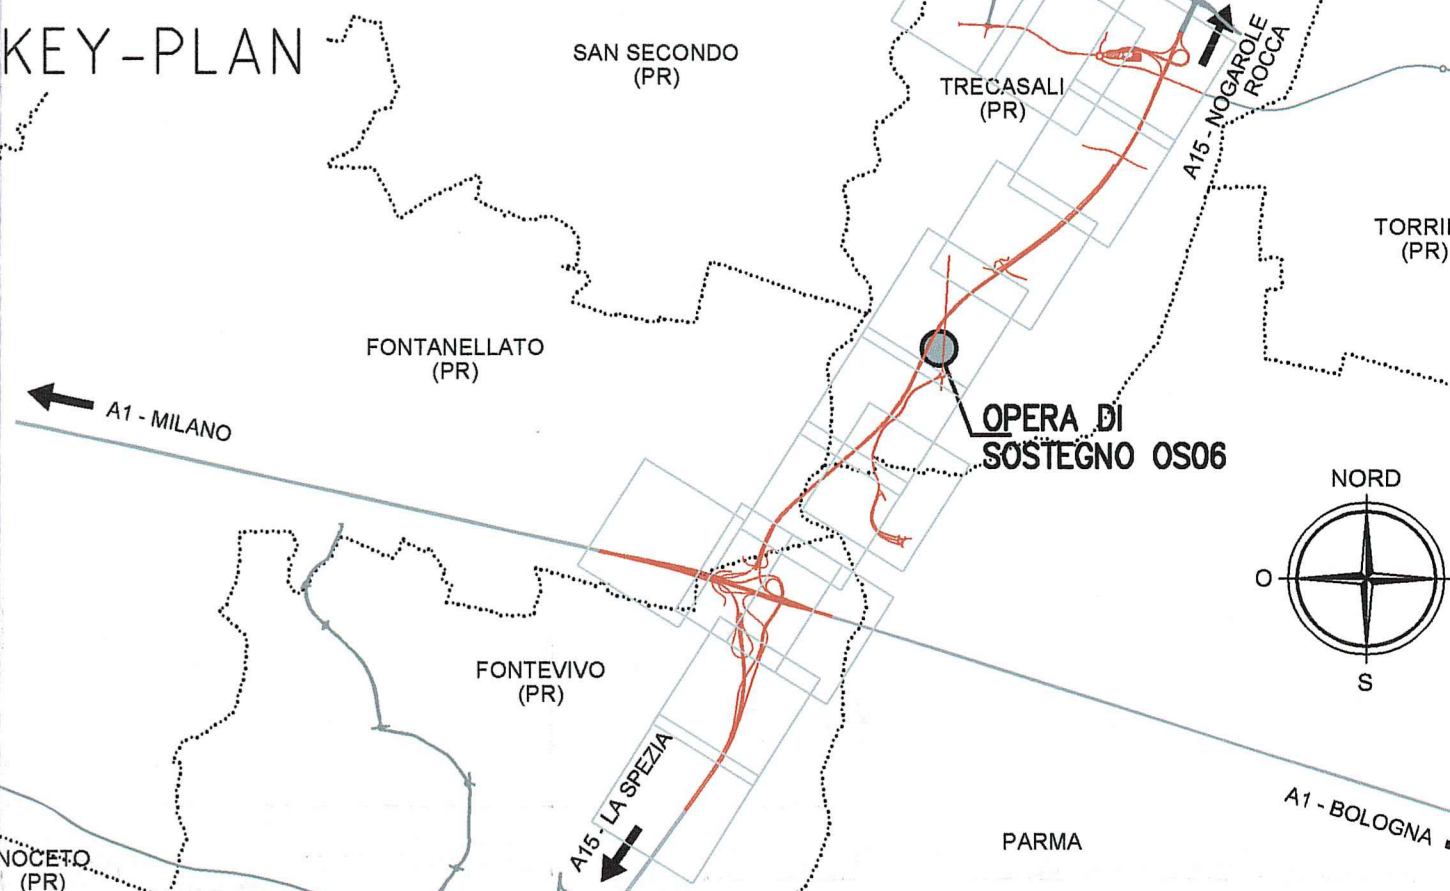 KEY-PLAN
SAN SECONDO
(PR)
TRECASALI
(PR)
A15 - NOGAROLE
ROCCA
(PR)
FONTANELLATO
(PR)
A1 - MILANO
OPERA DI
SOSTEGNO OS06
NORD
O
S
FONTEVIVO
(PR)
A15 - LA SPEZIA
A1 - BOLOGNA
PARMA
NOCETO
(PR)